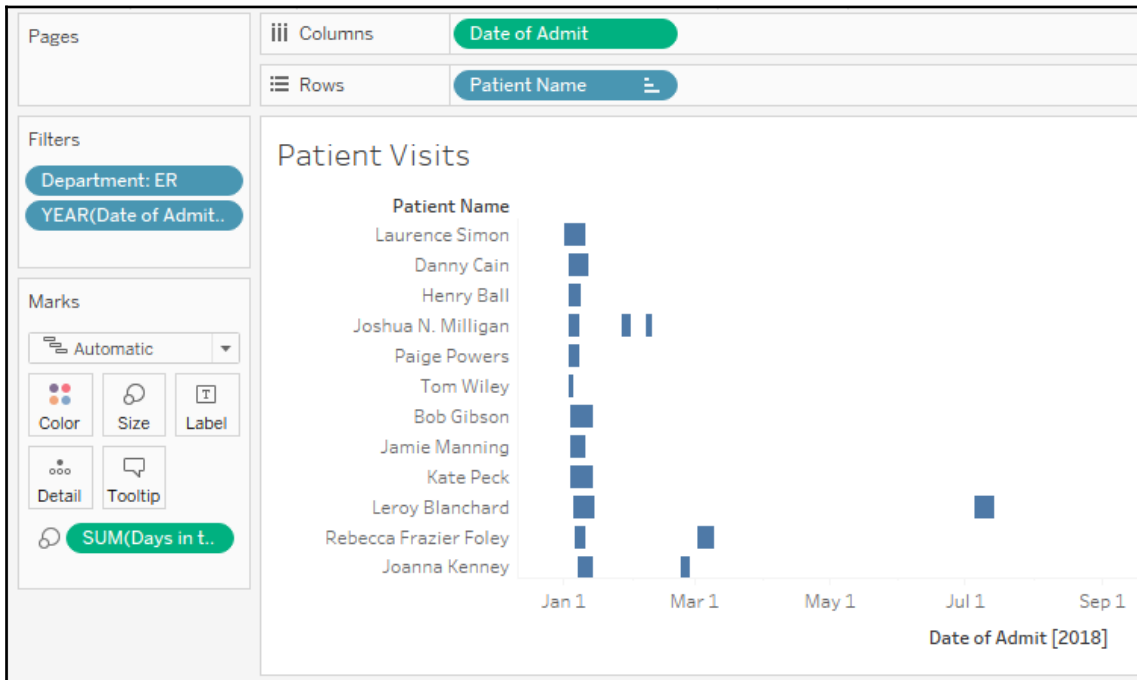 Pages
Columns
Date of Admit
Rows
Patient Name
Filters
Department: ER
YEAR(Date of Admit..
Marks
Automatic
Color
Size
Label
Detail
Tooltip
SUM(Days in t..
Patient Visits
Patient Name
Laurence Simon
Danny Cain
Henry Ball
Joshua N. Milligan
Paige Powers
Tom Wiley
Bob Gibson
Jamie Manning
Kate Peck
Leroy Blanchard
Rebecca Frazier Foley
Joanna Kenney
Jan 1
Mar 1
May 1
Jul 1
Sep 1
Date of Admit [2018]